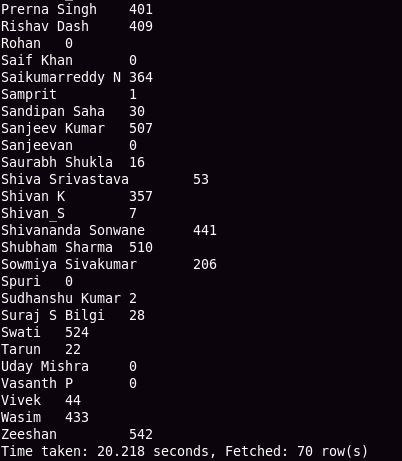 Prerna Singh 401
Rishav Dash 409
Rohan 0
Saif Khan 0
Saikumarreddy N 364
Samprit 1
Sandipan Saha 30
Sanjeev Kumar 507
Sanjeevan 0
Saurabh Shukla 16
Shiva Srivastava 53
Shivan K 357
Shivan_S 7
Shivananda Sonwane 441
Shubham Sharma 510
Sowmiya Sivakumar 206
Spuri 0
Sudhanshu Kumar 2
Suraj S Bilgi 28
Swati 524
Tarun 22
Uday Mishra 0
Vasanth P 0
Vivek 44
Wasim 433
Zeeshan 542
Time taken: 20.218 seconds, Fetched: 70 row(s)